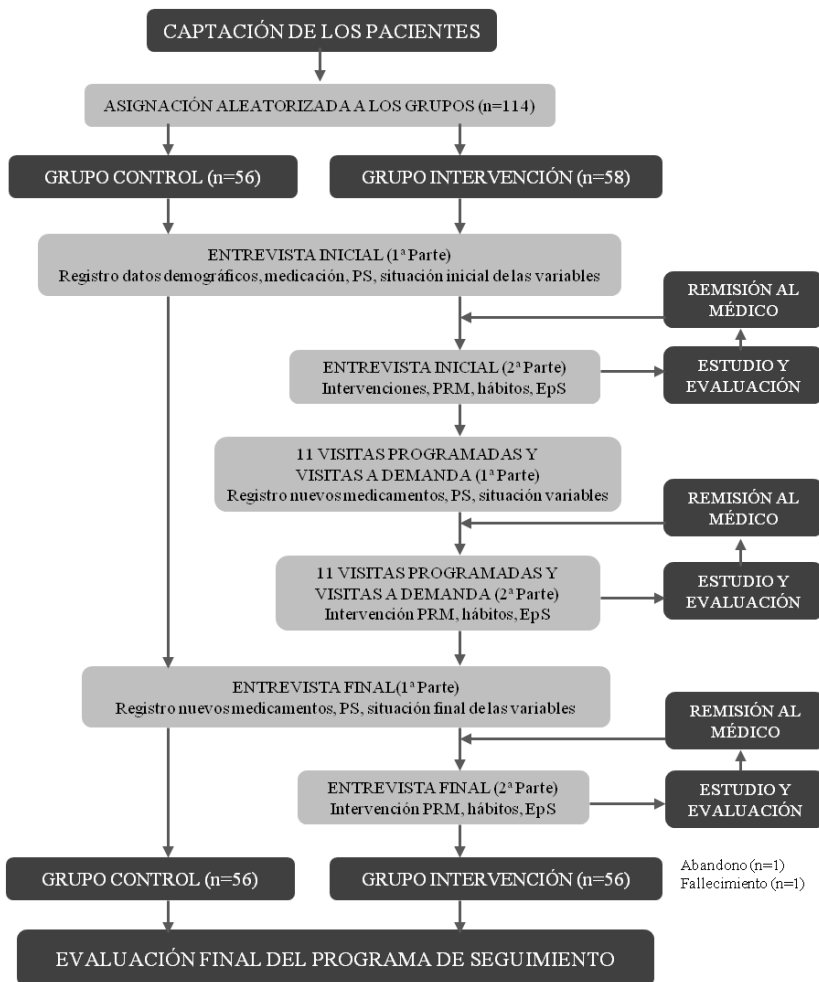 CAPTACIÓN DE LOS PACIENTES
ASIGNACIÓN ALEATORIZADA A LOS GRUPOS (n=114)
GRUPO CONTROL (n=56)
GRUPO INTERVENCIÓN (n=58)
ENTREVISTA INICIAL (1ª Parte)
Registro datos demográficos, medicación, PS, situación inicial de las variables
REMISIÓN AL
MÉDICO
ENTREVISTA INICIAL (2ª Parte)
Intervenciones, PRM, hábitos, EpS
ESTUDIO Y
EVALUACIÓN
11 VISITAS PROGRAMADAS Y
VISITAS A DEMANDA (1ª Parte)
Registro nuevos medicamentos, PS, situación variables
REMISIÓN AL
MÉDICO
11 VISITAS PROGRAMADAS Y
VISITAS A DEMANDA (2ª Parte)
Intervención PRM, hábitos, EpS
ESTUDIO Y
EVALUACIÓN
ENTREVISTA FINAL (1ª Parte)
Registro nuevos medicamentos, PS, situación final de las variables
REMISIÓN AL
MÉDICO
ENTREVISTA FINAL (2ª Parte)
Intervención PRM, hábitos, EpS
ESTUDIO Y
EVALUACIÓN
GRUPO CONTROL (n=56)
GRUPO INTERVENCIÓN (n=56)
Abandono (n=1)
Fallecimiento (n=1)
EVALUACIÓN FINAL DEL PROGRAMA DE SEGUIMIENTO